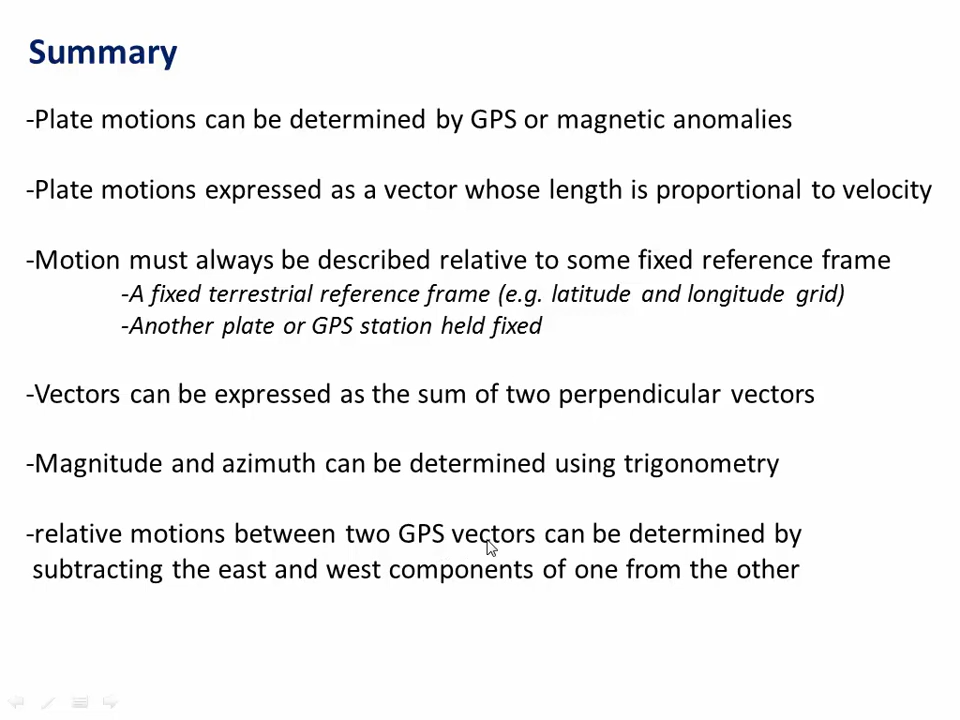 Summary
-Plate motions can be determined by GPS or magnetic anomalies
-Plate motions expressed as a vector whose length is proportional to velocity
-Motion must always be described relative to some fixed reference frame
-A fixed terrestrial reference frame (e.g. latitude and longitude grid)
-Another plate or GPS station held fixed
-Vectors can be expressed as the sum of two perpendicular vectors
-Magnitude and azimuth can be determined using trigonometry
-relative motions between two GPS vectors can be determined by
subtracting the east and west components of one from the other